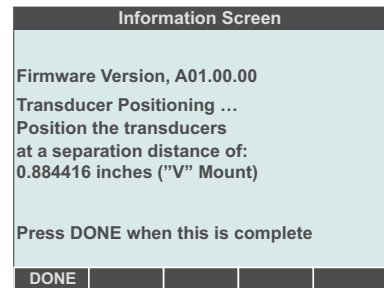 Information Screen
Firmware Version, A01.00.00
Transducer Positioning …
Position the transducers
at a separation distance of:
0.884416 inches (”V” Mount)
Press DONE when this is complete
DONE